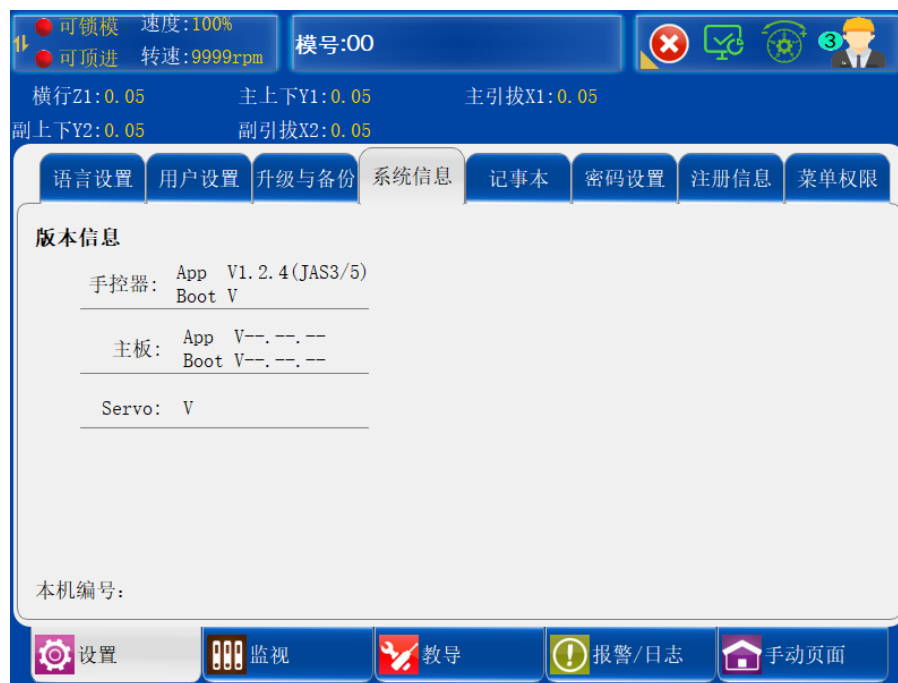 可锁模 速度:100%
可顶进 转速:9999rpm
模号:00
3
横行Z1:0.05 主上下Y1:0.05 主引拔X1:0.05
副上下Y2:0.05 副引拔X2:0.05
语言设置 用户设置 升级与备份 系统信息 记事本 密码设置 注册信息 菜单权限
版本信息
手控器: App V1.2.4(JAS3/5)
Boot V
主板: App V--.--.--
Boot V--.--.--
Servo: V
本机编号:
设置 监视 教导 报警/日志 手动页面